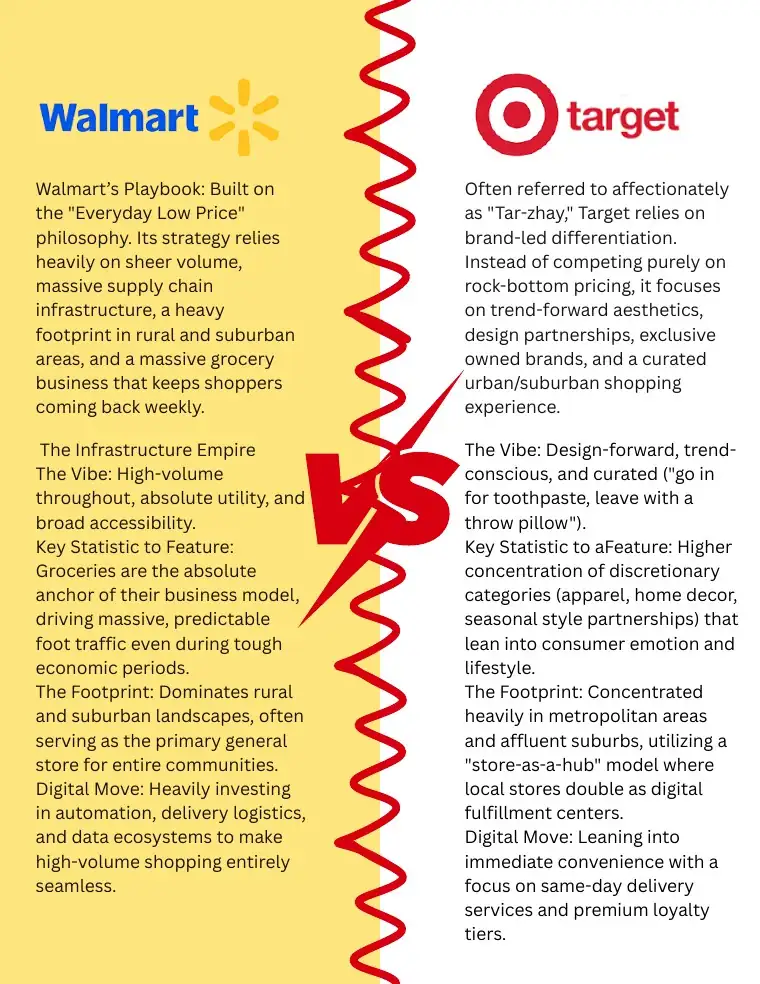 Walmart
Walmart's Playbook: Built on
the "Everyday Low Price"
philosophy. Its strategy relies
heavily on sheer volume,
massive supply chain
infrastructure, a heavy
footprint in rural and suburban
areas, and a massive grocery
business that keeps shoppers
coming back weekly.
The Infrastructure Empire
The Vibe: High-volume
throughout, absolute utility, and
broad accessibility.
Key Statistic to Feature:
Groceries are the absolute
anchor of their business model,
driving massive, predictable
foot traffic even during tough
economic periods.
The Footprint: Dominates rural
and suburban landscapes, often
serving as the primary general
store for entire communities.
Digital Move: Heavily investing
in automation, delivery logistics,
and data ecosystems to make
high-volume shopping entirely
seamless.
VS
target
Often referred to affectionately
as "Tar-zhay," Target relies on
brand-led differentiation.
Instead of competing purely on
rock-bottom pricing, it focuses
on trend-forward aesthetics,
design partnerships, exclusive
owned brands, and a curated
urban/suburban shopping
experience.
The Vibe: Design-forward, trend-
conscious, and curated ("go in
for toothpaste, leave with a
throw pillow").
Key Statistic to aFeature: Higher
concentration of discretionary
categories (apparel, home decor,
seasonal style partnerships) that
lean into consumer emotion and
lifestyle.
The Footprint: Concentrated
heavily in metropolitan areas
and affluent suburbs, utilizing a
"store-as-a-hub" model where
local stores double as digital
fulfillment centers.
Digital Move: Leaning into
immediate convenience with a
focus on same-day delivery
services and premium loyalty
tiers.